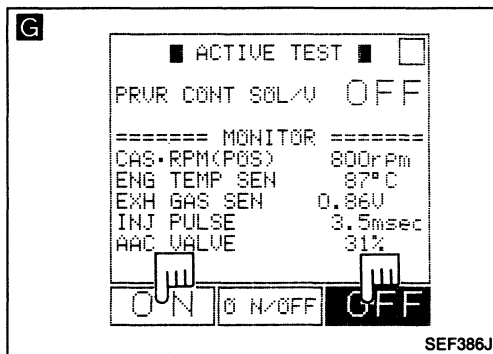 G
■ ACTIVE TEST ■
PRVR CONT SOL/V OFF
======= MONITOR =======
CAS•RPM(POS) 800rpm
ENG TEMP SEN 87°C
EXH GAS SEN 0.86V
INJ PULSE 3.5msec
AAC VALVE 31%
ON O N/OFF OFF
SEF386J